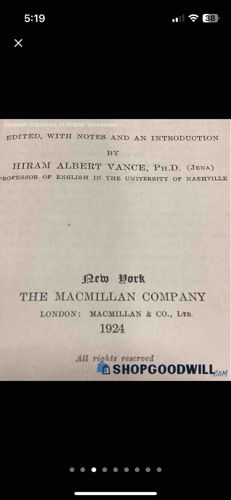 5:19
38
Goodwill Industries of Middle Tennessee
EDITED, WITH NOTES AND AN INTRODUCTION
BY
HIRAM ALBERT VANCE, PH.D. (JENA)
PROFESSOR OF ENGLISH IN THE UNIVERSITY OF NASHVILLE
New York
THE MACMILLAN COMPANY
LONDON: MACMILLAN & CO., LTD.
1924
All rights reserved
SHOPGOODWILL.COM